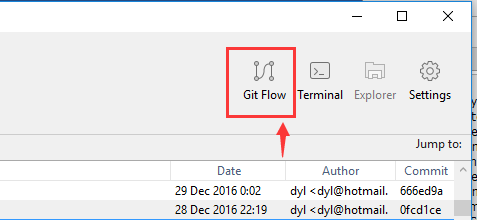 Git Flow Terminal Explorer Settings
Jump to:
Date Author Commit
29 Dec 2016 0:02 dyl <dyl@hotmail. 666ed9a
28 Dec 2016 22:19 dyl <dyl@hotmail. 0fcd1ce